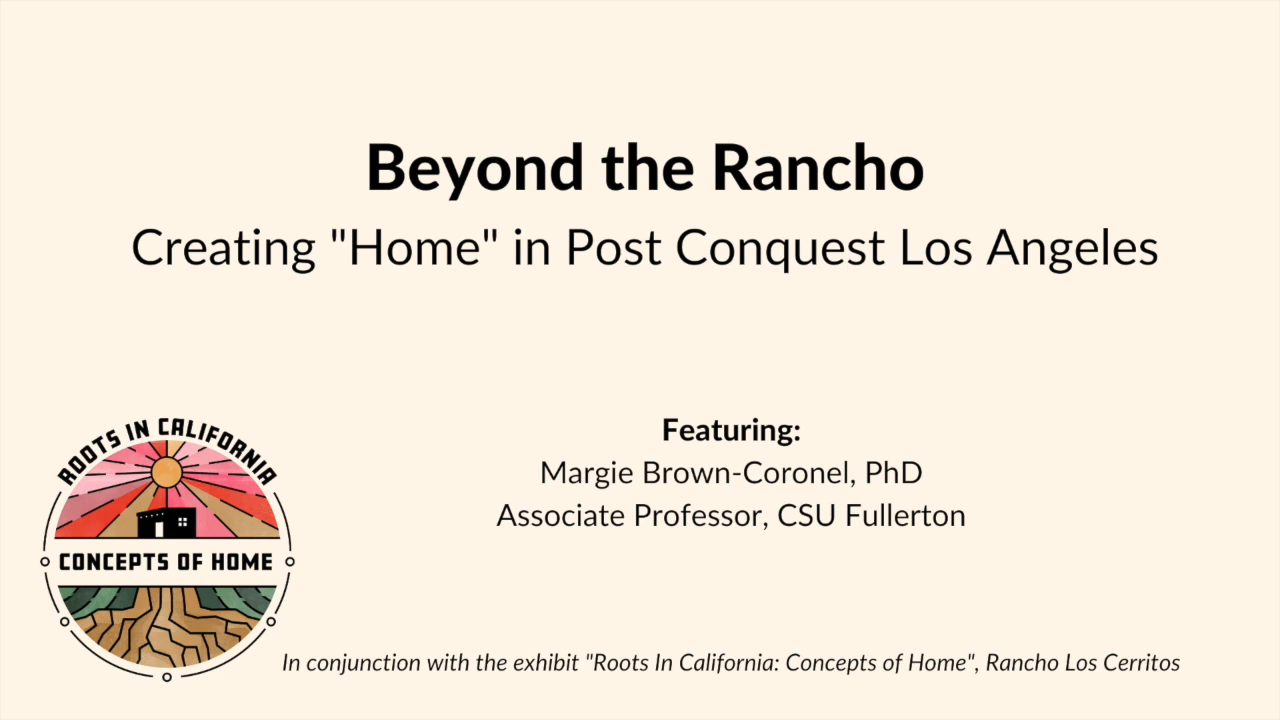 Beyond the Rancho
Creating "Home" in Post Conquest Los Angeles
Featuring:
Margie Brown-Coronel, PhD
Associate Professor, CSU Fullerton
ROOTS IN CALIFORNIA
CONCEPTS OF HOME
In conjunction with the exhibit "Roots In California: Concepts of Home", Rancho Los Cerritos